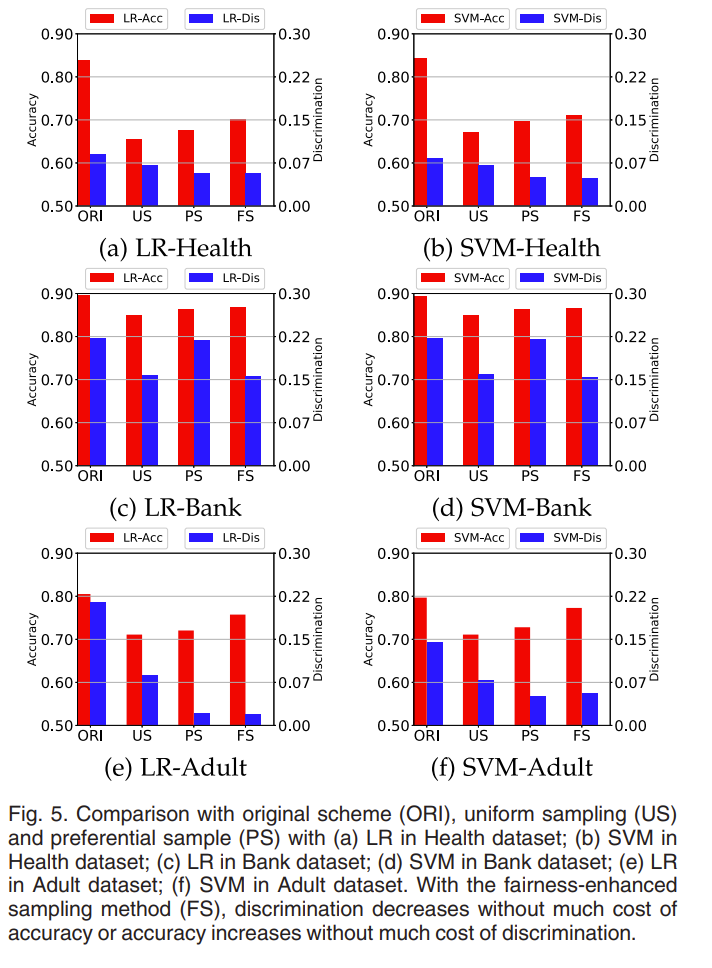 LR-Acc LR-Dis
SVM-Acc SVM-Dis
0.90 0.30
0.80 0.22
0.70 0.15
0.60 0.07
0.50 0.00
Accuracy
Discrimination
ORI US PS FS
0.90 0.30
0.80 0.22
0.70 0.15
0.60 0.07
0.50 0.00
Accuracy
Discrimination
ORI US PS FS
(a) LR-Health
(b) SVM-Health
LR-Acc LR-Dis
SVM-Acc SVM-Dis
0.90 0.30
0.80 0.22
0.70 0.15
0.60 0.07
0.50 0.00
Accuracy
Discrimination
ORI US PS FS
0.90 0.30
0.80 0.22
0.70 0.15
0.60 0.07
0.50 0.00
Accuracy
Discrimination
ORI US PS FS
(c) LR-Bank
(d) SVM-Bank
LR-Acc LR-Dis
SVM-Acc SVM-Dis
0.90 0.30
0.80 0.22
0.70 0.15
0.60 0.07
0.50 0.00
Accuracy
Discrimination
ORI US PS FS
0.90 0.30
0.80 0.22
0.70 0.15
0.60 0.07
0.50 0.00
Accuracy
Discrimination
ORI US PS FS
(e) LR-Adult
(f) SVM-Adult
Fig. 5. Comparison with original scheme (ORI), uniform sampling (US)
and preferential sample (PS) with (a) LR in Health dataset; (b) SVM in
Health dataset; (c) LR in Bank dataset; (d) SVM in Bank dataset; (e) LR
in Adult dataset; (f) SVM in Adult dataset. With the fairness-enhanced
sampling method (FS), discrimination decreases without much cost of
accuracy or accuracy increases without much cost of discrimination.